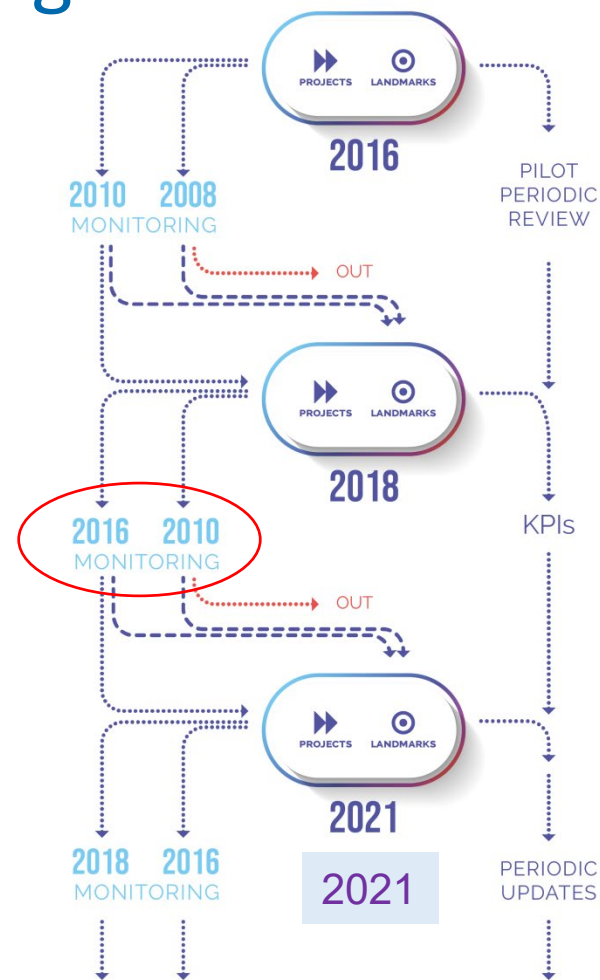 g
PROJECTS LANDMARKS
2016
2010 2008
MONITORING
PILOT
PERIODIC
REVIEW
OUT
PROJECTS LANDMARKS
2018
2016 2010
MONITORING
KPIs
OUT
PROJECTS LANDMARKS
2021
2018 2016
MONITORING
2021
PERIODIC
UPDATES